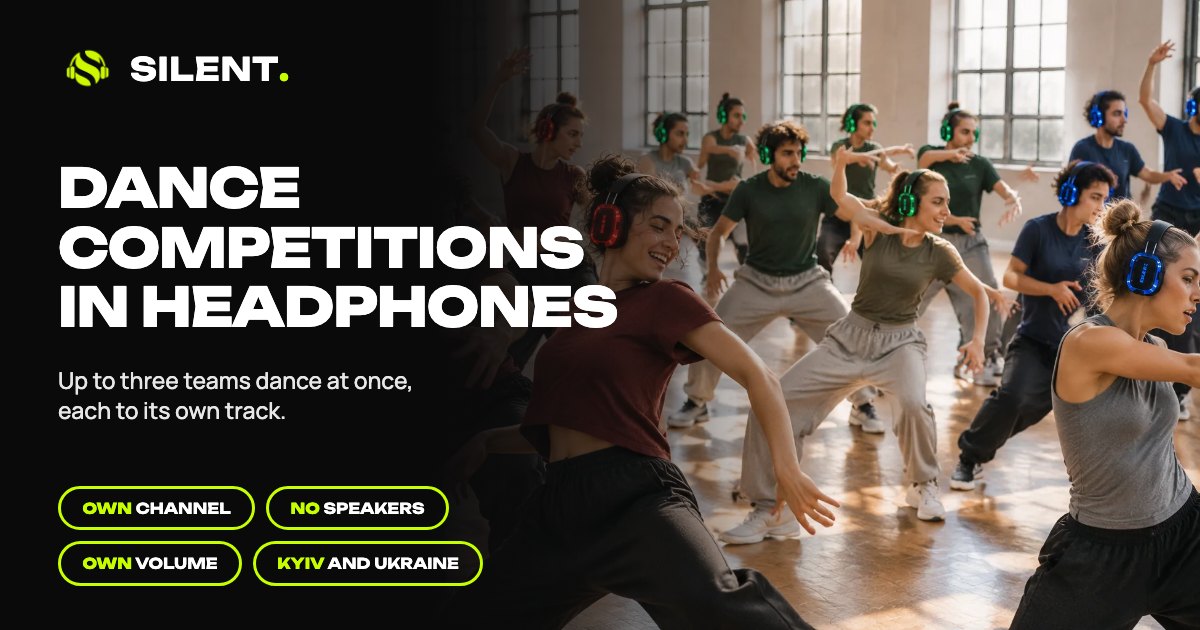 SILENT.
DANCE
COMPETITIONS
IN HEADPHONES
Up to three teams dance at once,
each to its own track.
OWN CHANNEL
NO SPEAKERS
OWN VOLUME
KYIV AND UKRAINE